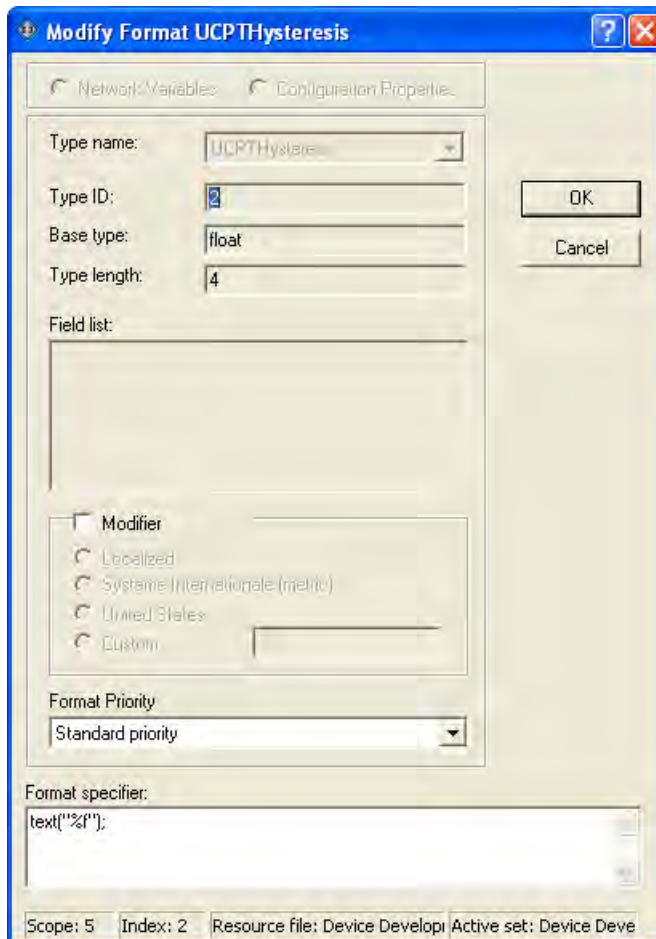 Modify Format UCPTHysteresis
Network Variables Configuration Propertie
Type name: UCPTHysteresis
Type ID: 2
OK
Base type: float
Cancel
Type length: 4
Field list:
Modifier
Localized
Systeme Internationale (metric)
United States
Custom
Format Priority
Standard priority
Format specifier:
text("%f");
Scope: 5 Index: 2 Resource file: Device Developi Active set: Device Deve